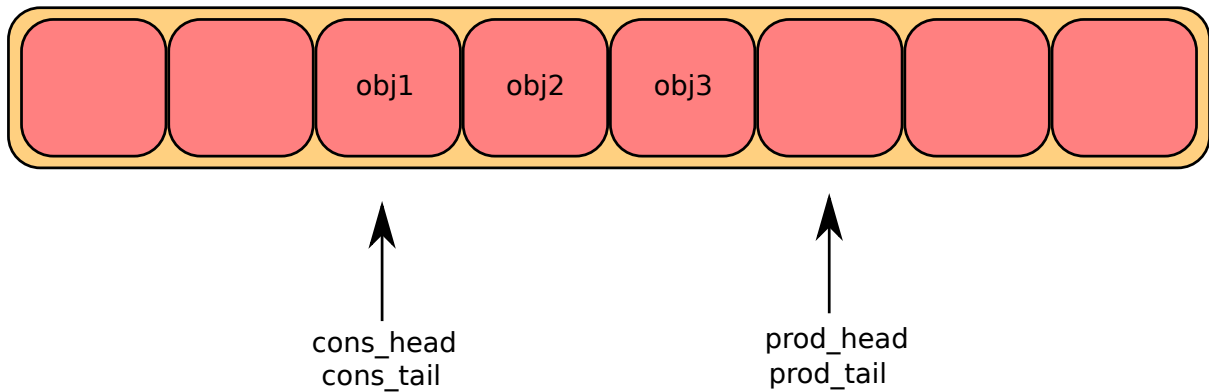 obj1 obj2 obj3
cons_head
cons_tail
prod_head
prod_tail